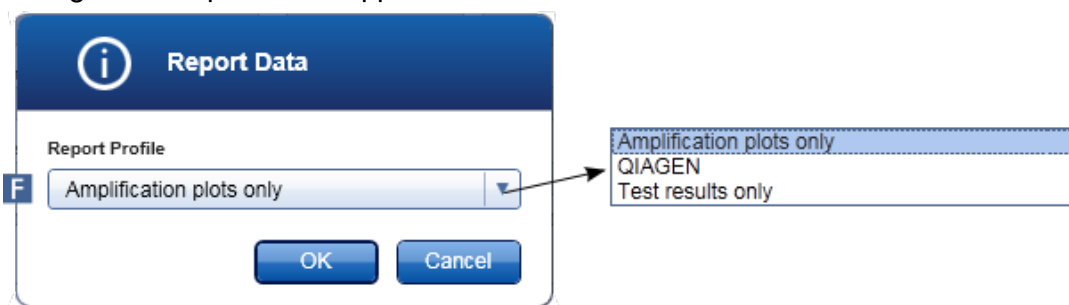 Report Data
Report Profile
F
Amplification plots only
OK
Cancel
Amplification plots only
QIAGEN
Test results only